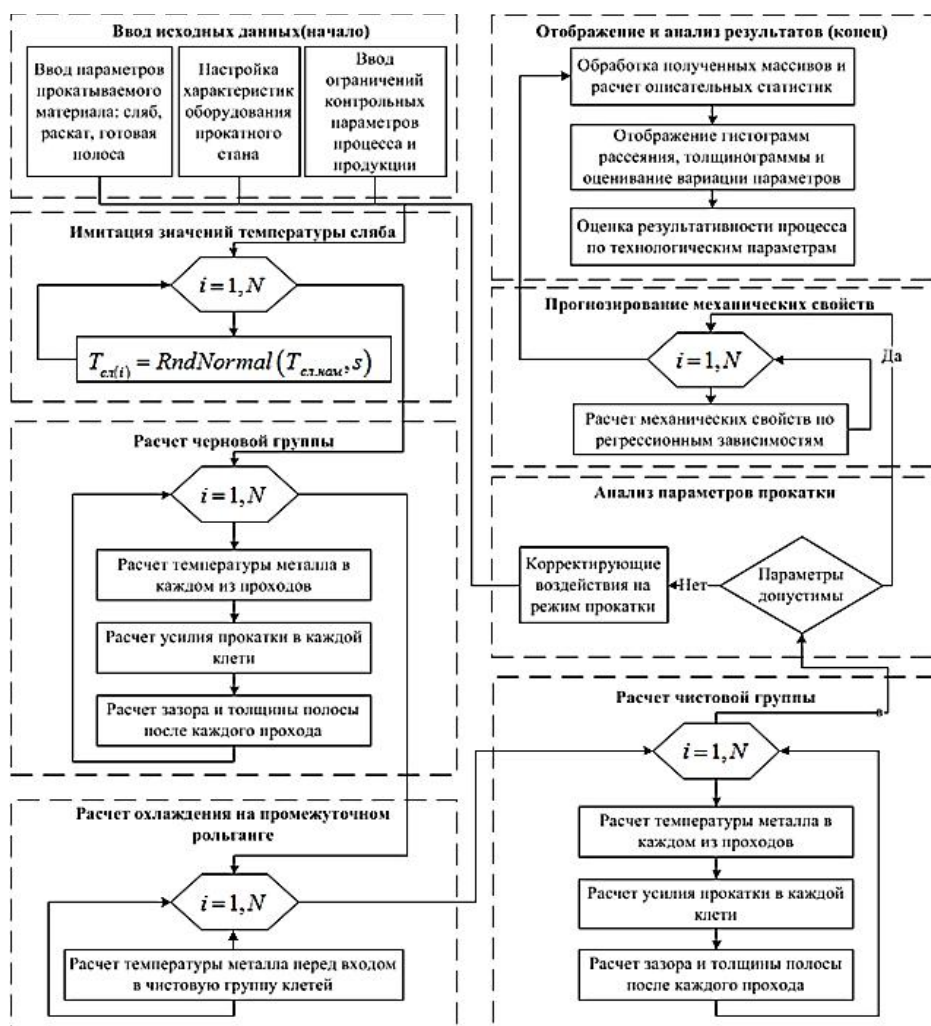 Ввод исходных данных(начало)
Ввод параметров
прокатываемого
материала: сляб,
раскат, готовая
полоса
Настройка
характеристик
оборудования
прокатного
стана
Ввод
ограничений
контрольных
параметров
процесса и
продукции
Имитация значений температуры сляба
i = 1, N
T сл(i) = RndNormal (T сл.ном, s)
Расчет черновой группы
i = 1, N
Расчет температуры металла в
каждом из проходов
Расчет усилия прокатки в каждой
клети
Расчет зазора и толщины полосы
после каждого прохода
Расчет охлаждения на промежуточном
рольганге
i = 1, N
Расчет температуры металла перед входом
в чистовую группу клетей
Отображение и анализ результатов (конец)
Обработка полученных массивов и
расчет описательных статистик
Отображение гистограмм
рассеяния, толщинограммы и
оценивание вариации параметров
Оценка результативности процесса
по технологическим параметрам
Прогнозирование механических свойств
i = 1, N
Да
Расчет механических свойств по
регрессионным зависимостям
Анализ параметров прокатки
Корректирующие
воздействия на
режим прокатки
Нет
Параметры
допустимы
Расчет чистовой группы
в
i = 1, N
Расчет температуры металла в
каждом из проходов
Расчет усилия прокатки в каждой
клети
Расчет зазора и толщины полосы
после каждого прохода